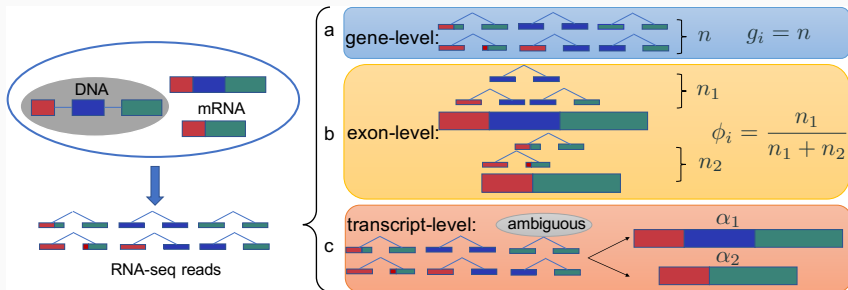 DNA
mRNA
RNA-seq reads
a
gene-level:
n
g_i = n
b
exon-level:
n_1
n_2
ϕ_i = n_1 / (n_1 + n_2)
c
transcript-level:
ambiguous
α_1
α_2